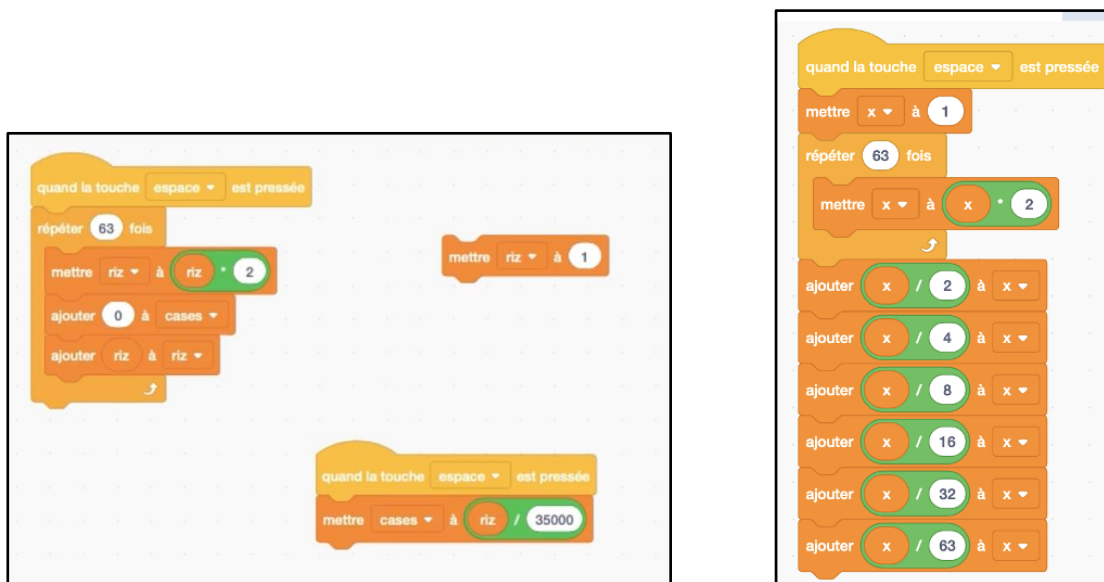 quand la touche espace est pressée
répéter 63 fois
mettre riz à riz * 2
ajouter 0 à cases
ajouter riz à riz
mettre riz à 1
quand la touche espace est pressée
mettre cases à riz / 35000
quand la touche espace est pressée
mettre x à 1
répéter 63 fois
mettre x à x * 2
ajouter x / 2 à x
ajouter x / 4 à x
ajouter x / 8 à x
ajouter x / 16 à x
ajouter x / 32 à x
ajouter x / 63 à x